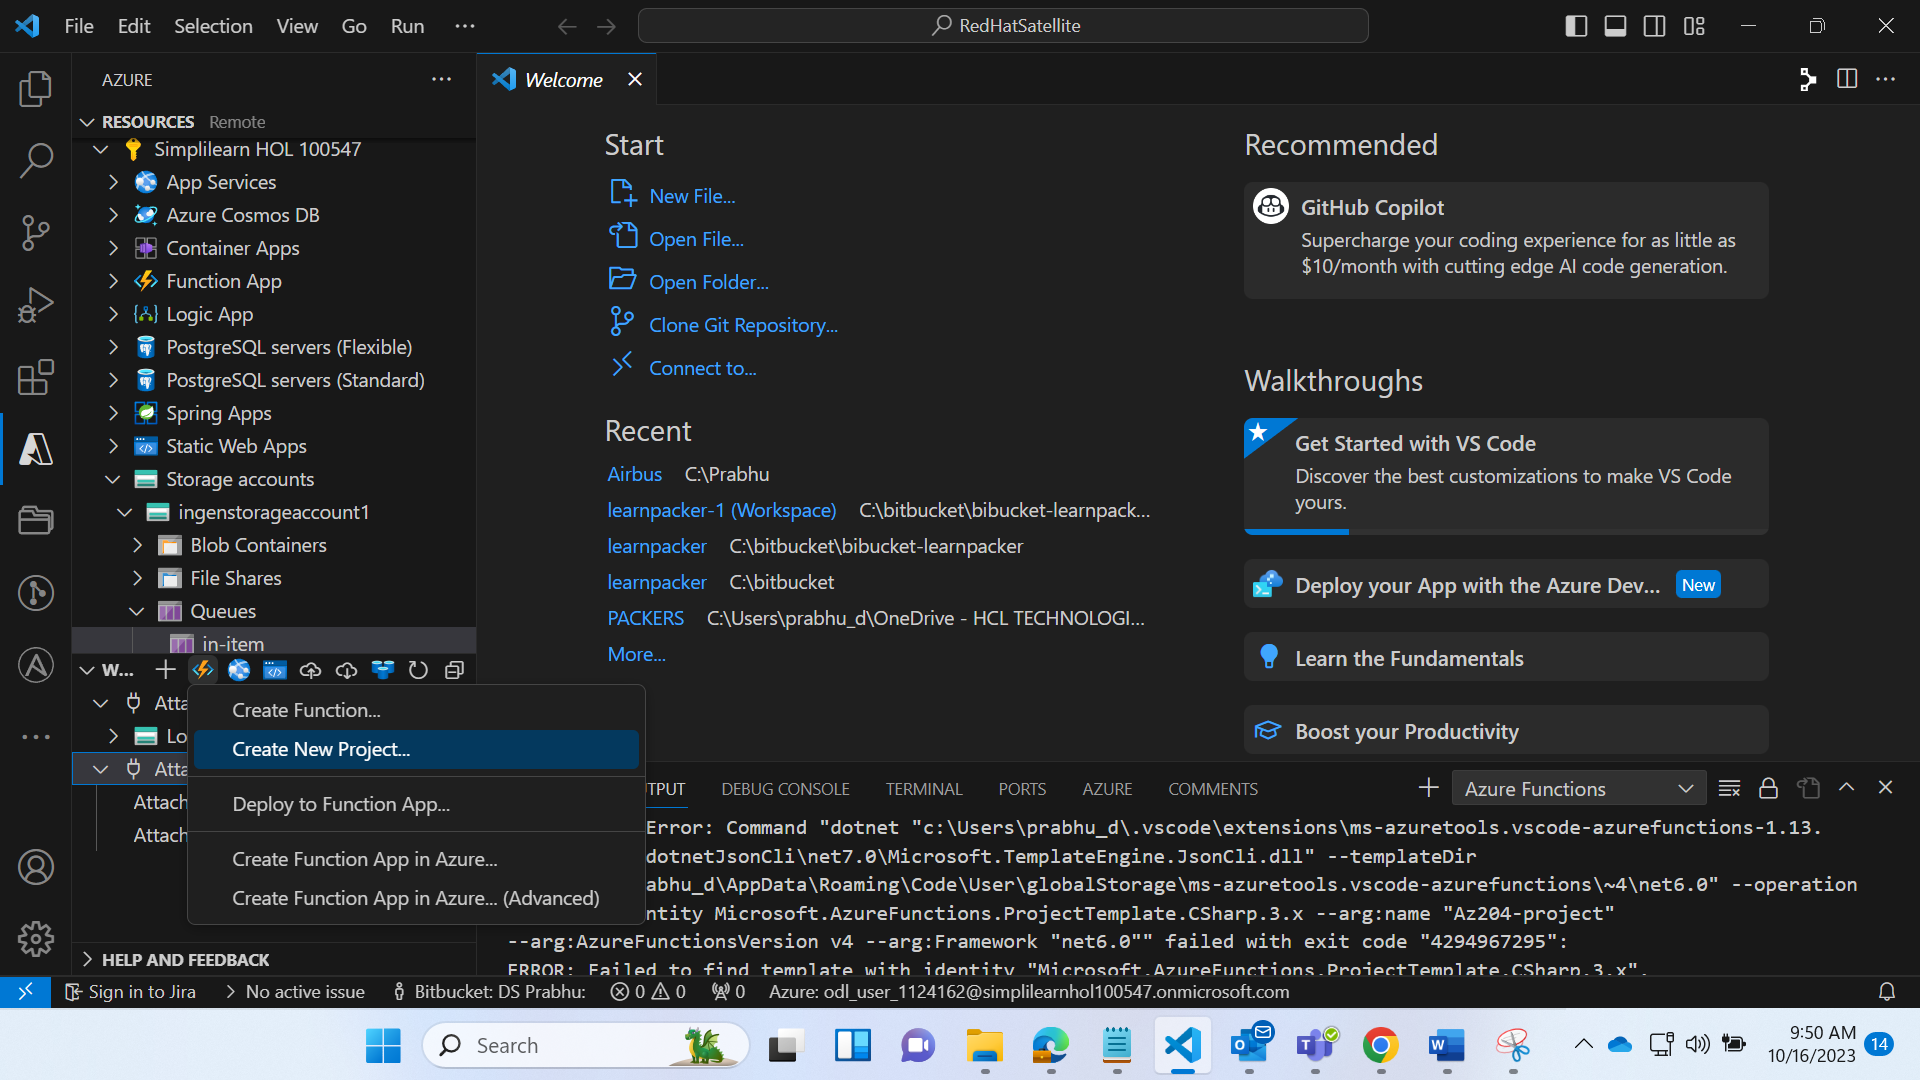 File Edit Selection View Go Run ···
RedHatSatellite
AZURE
RESOURCES Remote
Simplilearn HOL 100547
App Services
Azure Cosmos DB
Container Apps
Function App
Logic App
PostgreSQL servers (Flexible)
PostgreSQL servers (Standard)
Spring Apps
Static Web Apps
Storage accounts
ingenstorageaccount1
Blob Containers
File Shares
Queues
in-item
W...
Atta
Lo
Atta
Attach
Attach
Create Function...
Create New Project...
Deploy to Function App...
Create Function App in Azure...
Create Function App in Azure... (Advanced)
HELP AND FEEDBACK
Welcome
Start
New File...
Open File...
Open Folder...
Clone Git Repository...
Connect to...
Recent
Airbus C:\Prabhu
learnpacker-1 (Workspace) C:\bitbucket\bibucket-learnpack...
learnpacker C:\bitbucket\bibucket-learnpacker
learnpacker C:\bitbucket
PACKERS C:\Users\prabhu_d\OneDrive - HCL TECHNOLOGI...
More...
Recommended
GitHub Copilot
Supercharge your coding experience for as little as
$10/month with cutting edge AI code generation.
Walkthroughs
Get Started with VS Code
Discover the best customizations to make VS Code
yours.
Deploy your App with the Azure Dev... New
Learn the Fundamentals
Boost your Productivity
TPUT DEBUG CONSOLE TERMINAL PORTS AZURE COMMENTS
Azure Functions
Error: Command "dotnet "c:\Users\prabhu_d\.vscode\extensions\ms-azuretools.vscode-azurefunctions-1.13.
dotnetJsonCli\net7.0\Microsoft.TemplateEngine.JsonCli.dll" --templateDir
abhu_d\AppData\Roaming\Code\User\globalStorage\ms-azuretools.vscode-azurefunctions\~4\net6.0" --operation
ntity Microsoft.AzureFunctions.ProjectTemplate.CSharp.3.x --arg:name "Az204-project"
--arg:AzureFunctionsVersion v4 --arg:Framework "net6.0"" failed with exit code "4294967295":
ERROR: Failed to find template with identity "Microsoft.AzureFunctions.ProjectTemplate.CSharp.3.x".
Sign in to Jira No active issue Bitbucket: DS Prabhu: 0 0 0 Azure: odl_user_1124162@simplilearnhol100547.onmicrosoft.com
Search
9:50 AM
10/16/2023
14